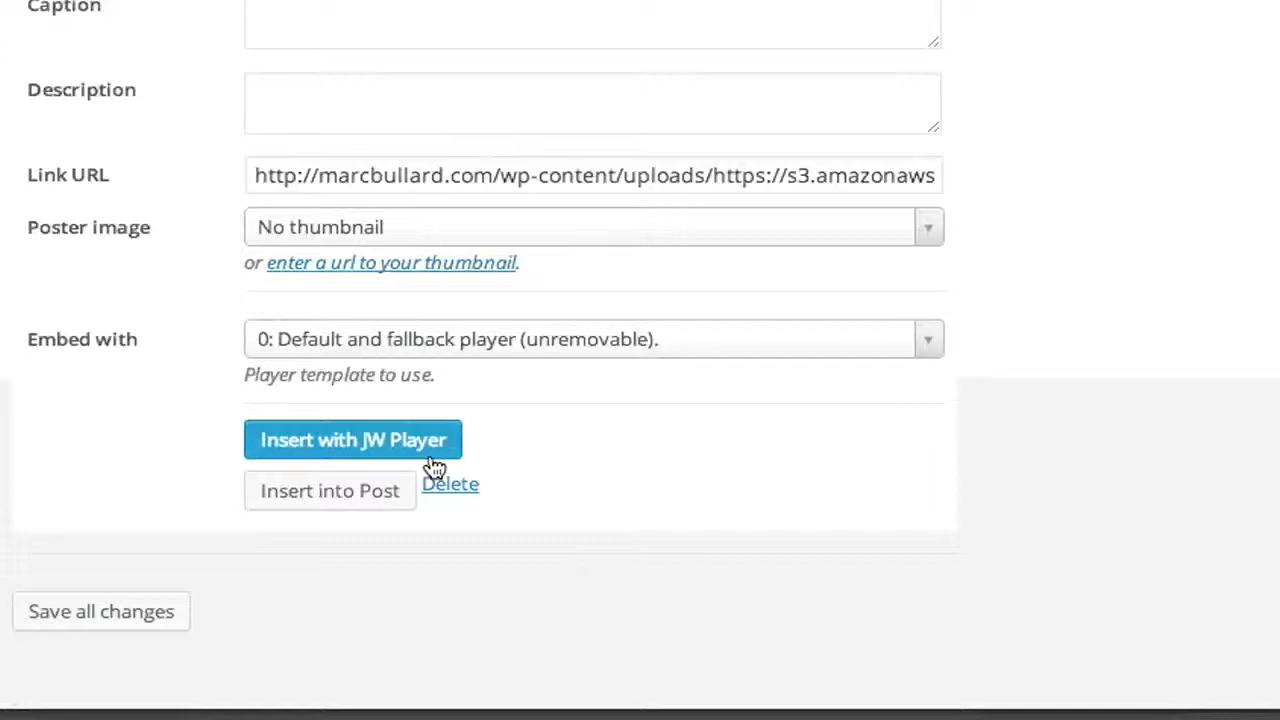 Caption
Description
Link URL
http://marcbullard.com/wp-content/uploads/https://s3.amazonaws
Poster image
No thumbnail
or enter a url to your thumbnail.
Embed with
0: Default and fallback player (unremovable).
Player template to use.
Insert with JW Player
Insert into Post
Delete
Save all changes